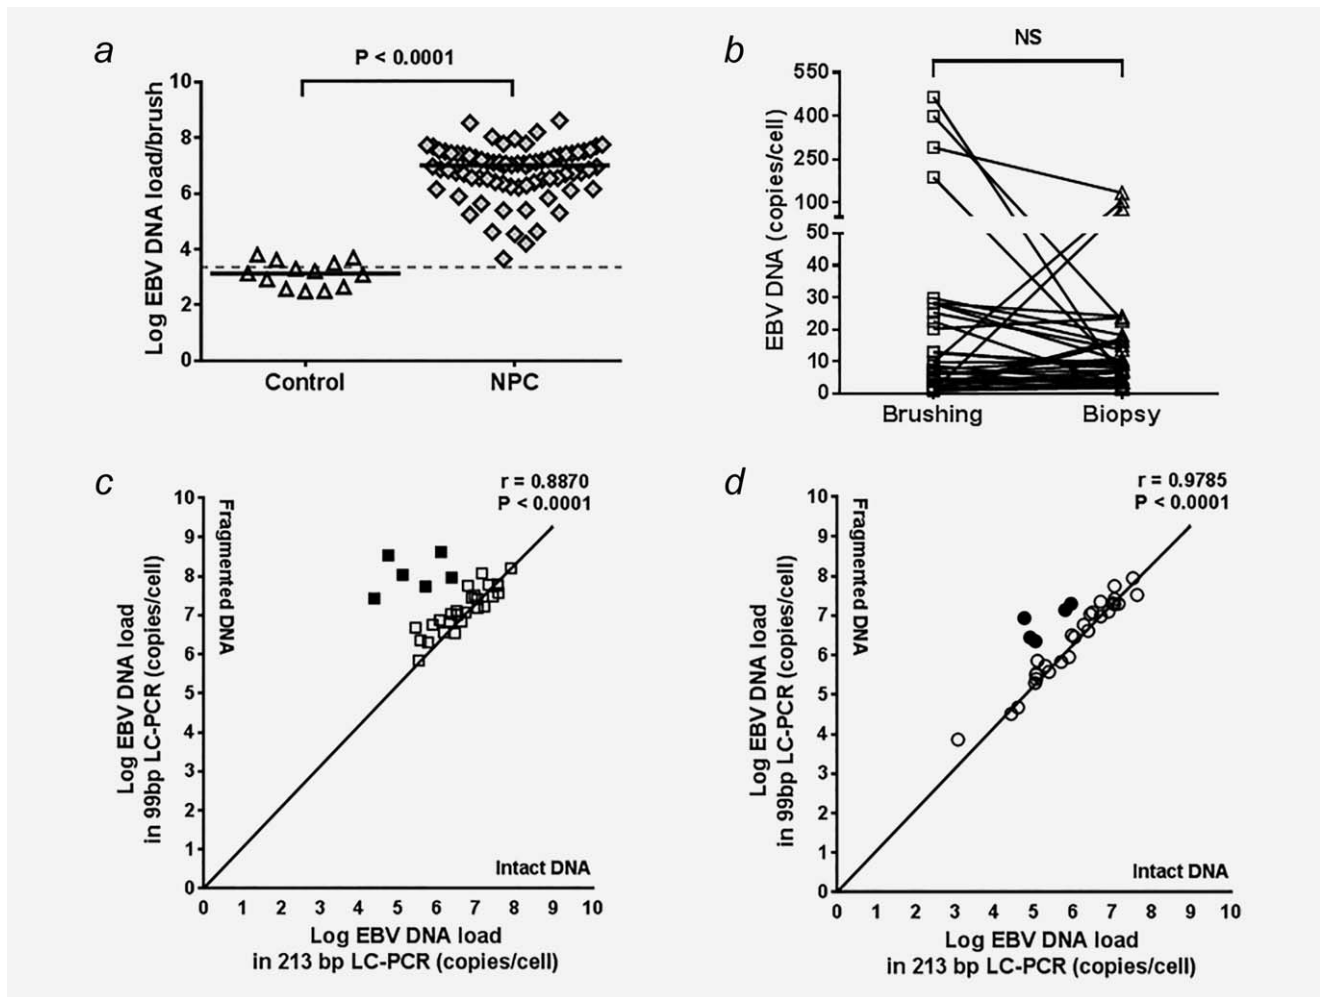 a
P < 0.0001
Log EBV DNA load/brush
10
8
6
4
2
0
Control
NPC
b
NS
EBV DNA (copies/cell)
550
400
250
100
50
40
30
20
10
0
Brushing
Biopsy
c
r = 0.8870
P < 0.0001
Fragmented DNA
Log EBV DNA load
in 99bp LC-PCR (copies/cell)
10
9
8
7
6
5
4
3
2
1
0
Intact DNA
0 1 2 3 4 5 6 7 8 9 10
Log EBV DNA load
in 213 bp LC-PCR (copies/cell)
d
r = 0.9785
P < 0.0001
Fragmented DNA
Log EBV DNA load
in 99bp LC-PCR (copies/cell)
10
9
8
7
6
5
4
3
2
1
0
Intact DNA
0 1 2 3 4 5 6 7 8 9 10
Log EBV DNA load
in 213 bp LC-PCR (copies/cell)